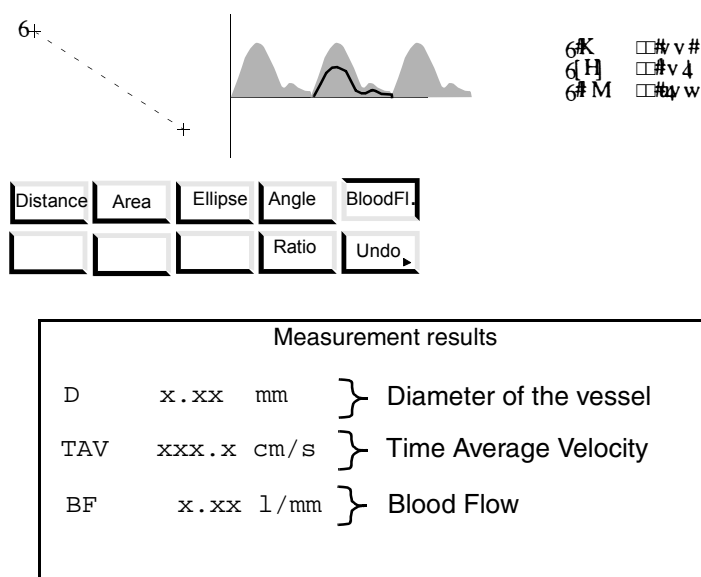 6
Distance Area Ellipse Angle BloodFl.
Ratio Undo
Measurement results
D x.xx mm Diameter of the vessel
TAV xxx.x cm/s Time Average Velocity
BF x.xx l/mm Blood Flow